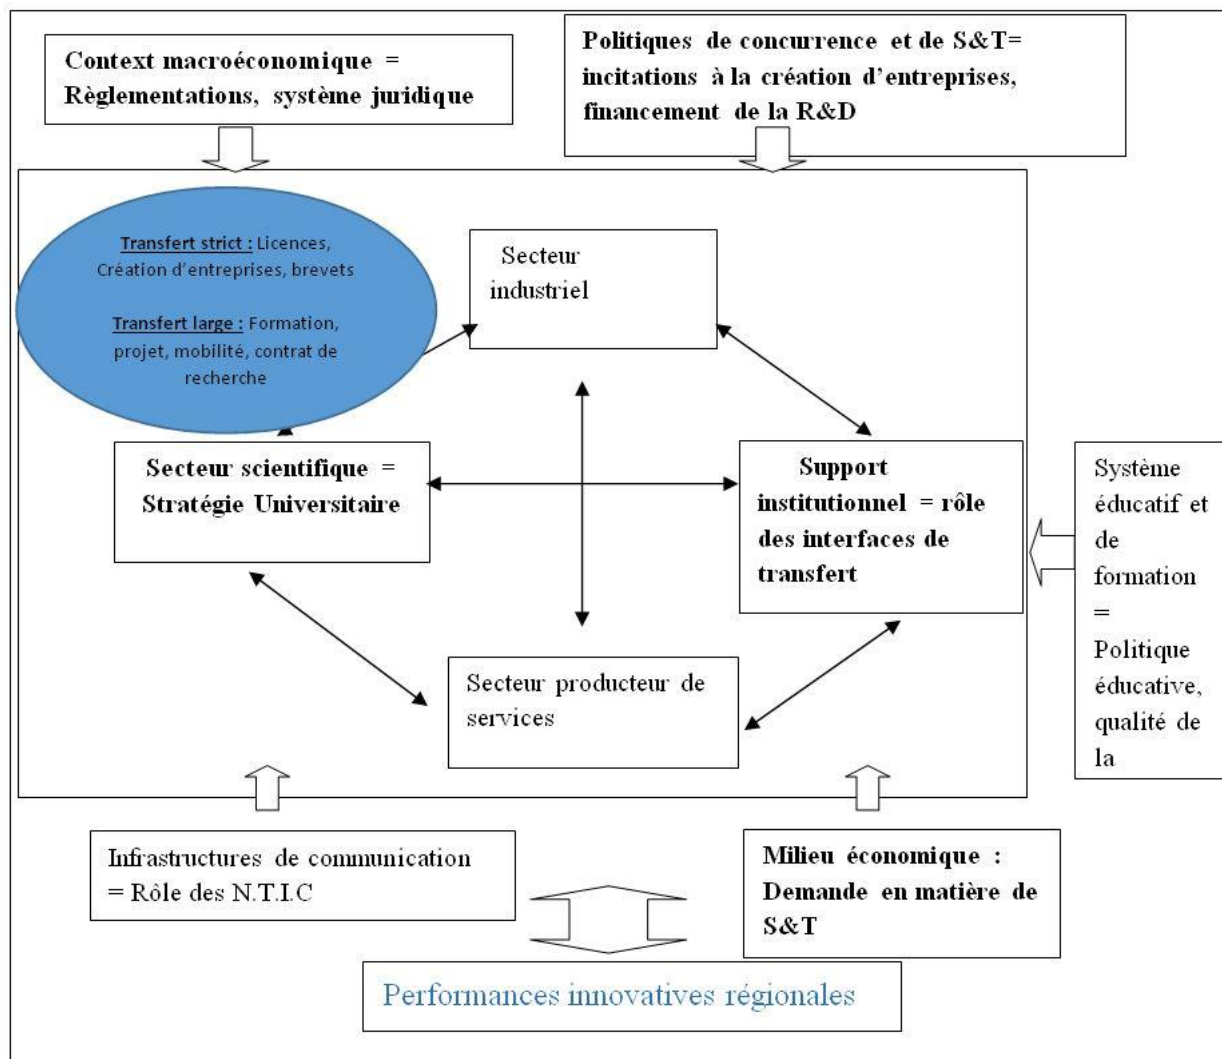 Context macroéconomique =
Règlementations, système juridique
Politiques de concurrence et de S&T=
incitations à la création d'entreprises,
financement de la R&D
Transfert strict : Licences,
Création d'entreprises, brevets
Transfert large : Formation,
projet, mobilité, contrat de
recherche
Secteur
industriel
Secteur scientifique =
Stratégie Universitaire
Support
institutionnel = rôle
des interfaces de
transfert
Système
éducatif et
de
formation
=
Politique
éducative,
qualité de
la
Secteur producteur de
services
Infrastructures de communication
= Rôle des N.T.I.C
Milieu économique :
Demande en matière de
S&T
Performances innovatives régionales